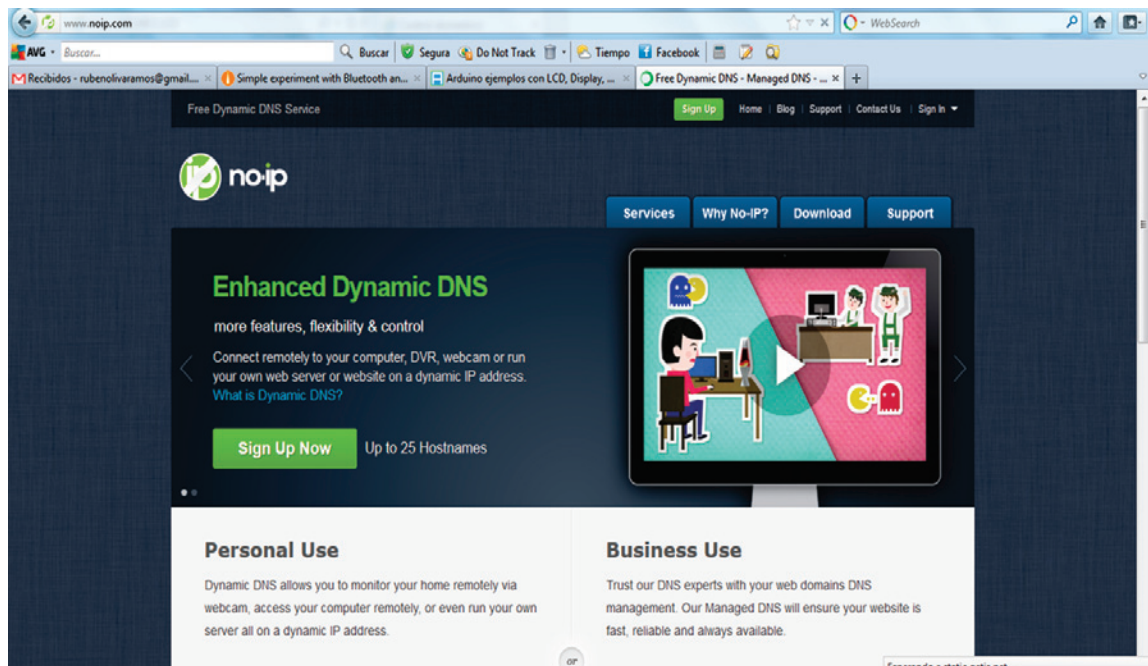 www.noip.com
WebSearch
AVG Buscar... Buscar Segura Do Not Track Tiempo Facebook
Recibidos - rubenolivaramos@gmail.... Simple experiment with Bluetooth an... Arduino ejemplos con LCD, Display, ... Free Dynamic DNS - Managed DNS - ...
Free Dynamic DNS Service
Sign Up Home | Blog | Support | Contact Us | Sign In
no-ip
Services Why No-IP? Download Support
Enhanced Dynamic DNS
more features, flexibility & control
Connect remotely to your computer, DVR, webcam or run
your own web server or website on a dynamic IP address.
What is Dynamic DNS?
Sign Up Now Up to 25 Hostnames
Personal Use
Dynamic DNS allows you to monitor your home remotely via
webcam, access your computer remotely, or even run your own
server all on a dynamic IP address.
or
Business Use
Trust our DNS experts with your web domains DNS
management. Our Managed DNS will ensure your website is
fast, reliable and always available.